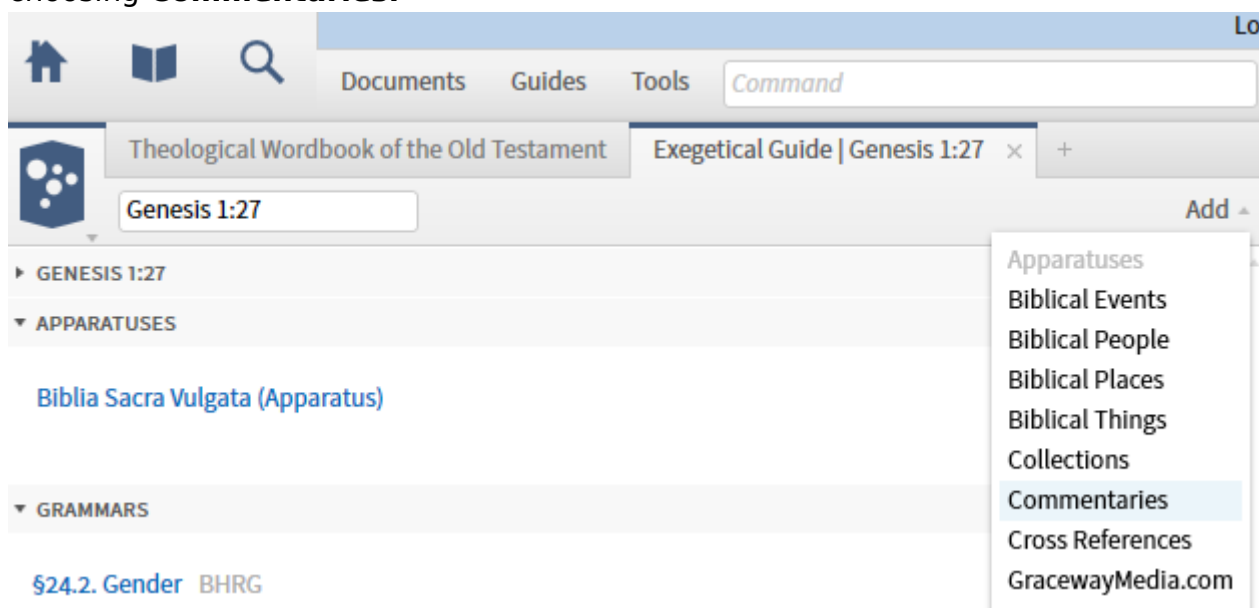 choosing Commentaries.
Lo
Documents Guides Tools Command
Theological Wordbook of the Old Testament Exegetical Guide | Genesis 1:27 × +
Genesis 1:27 Add
GENESIS 1:27
APPARATUSES
Biblia Sacra Vulgata (Apparatus)
GRAMMARS
§24.2. Gender BHRG
Apparatuses
Biblical Events
Biblical People
Biblical Places
Biblical Things
Collections
Commentaries
Cross References
GracewayMedia.com